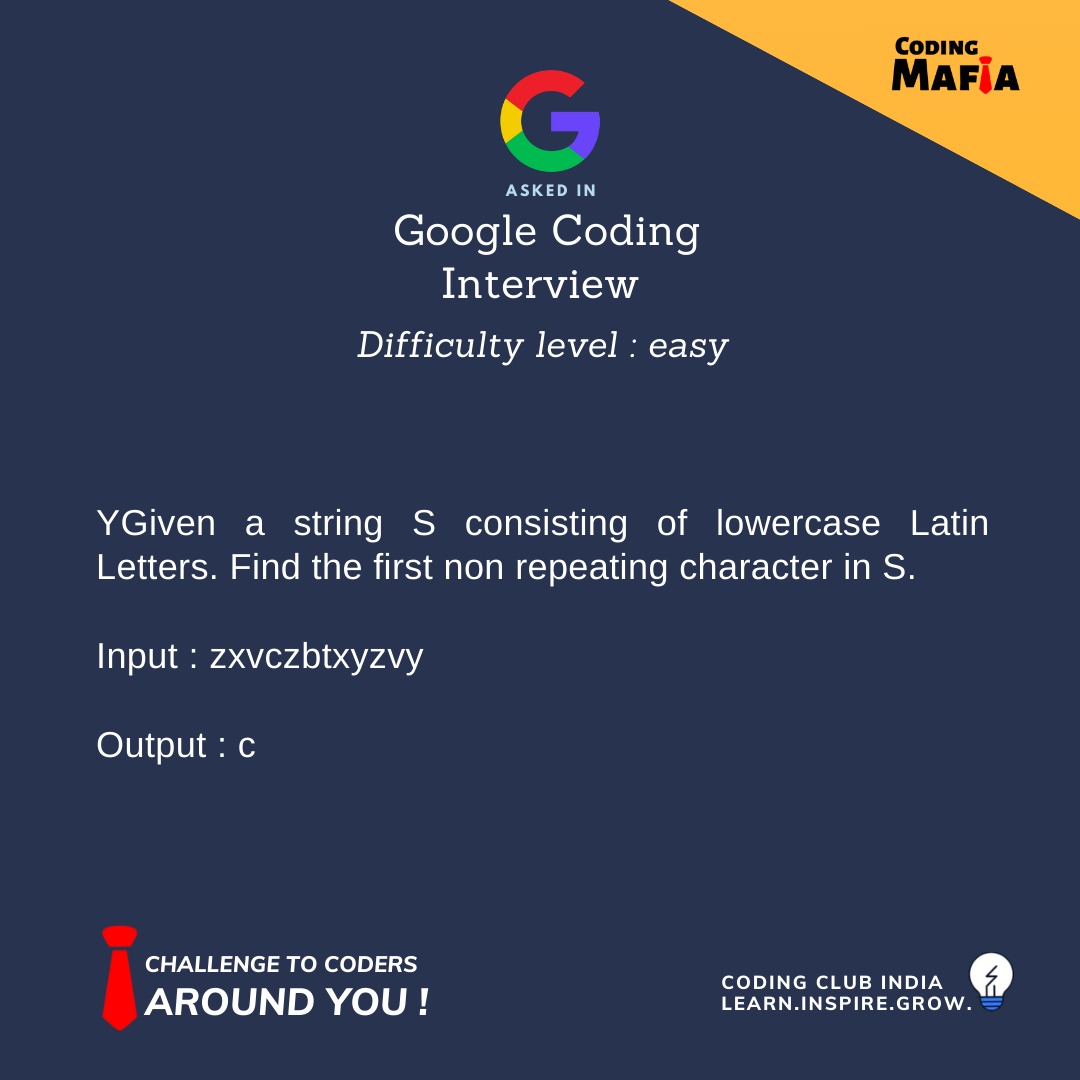 CODING
MAFIA
ASKED IN
Google Coding
Interview
Difficulty level : easy
YGiven a string S consisting of lowercase Latin
Letters. Find the first non repeating character in S.
Input : zxvczbtxyzvy
Output : c
CHALLENGE TO CODERS
AROUND YOU !
CODING CLUB INDIA
LEARN.INSPIRE.GROW.